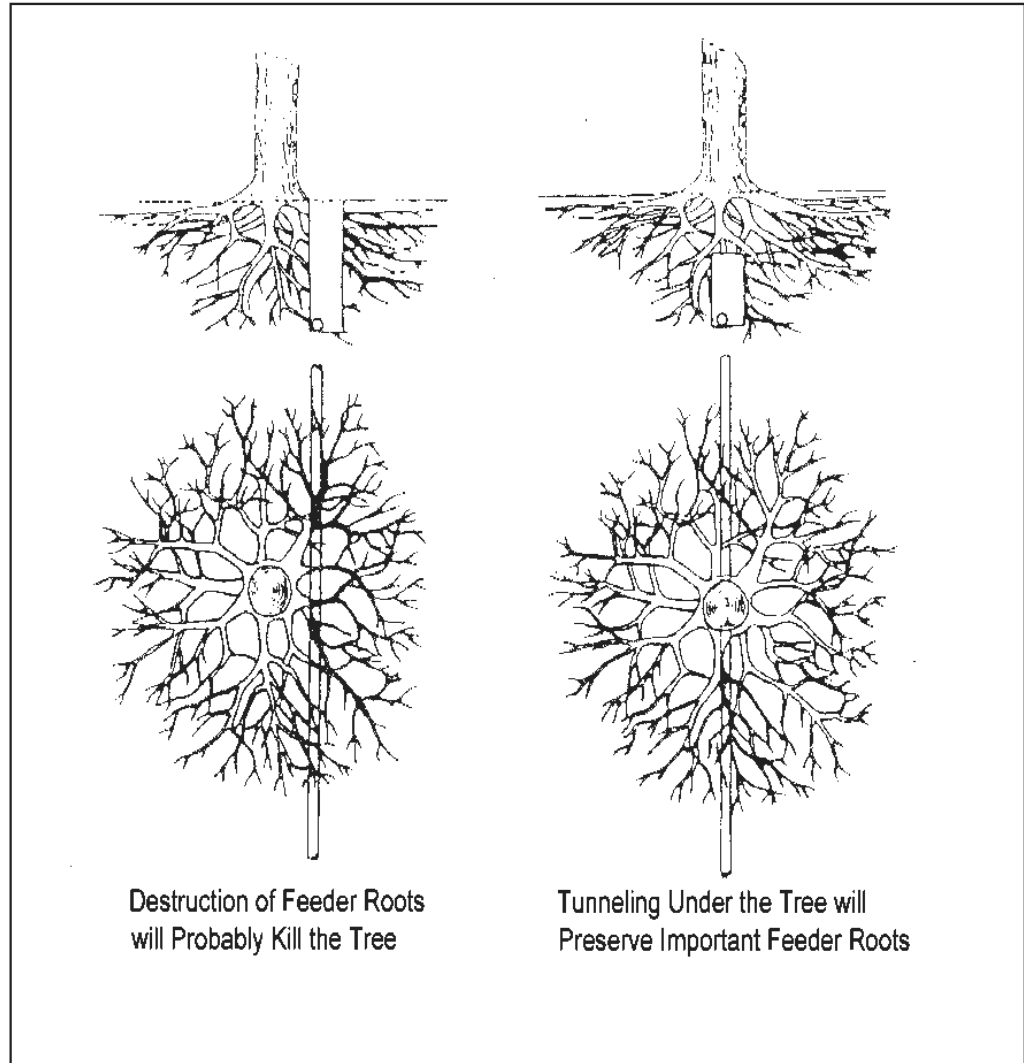 Destruction of Feeder Roots
will Probably Kill the Tree
Tunneling Under the Tree will
Preserve Important Feeder Roots